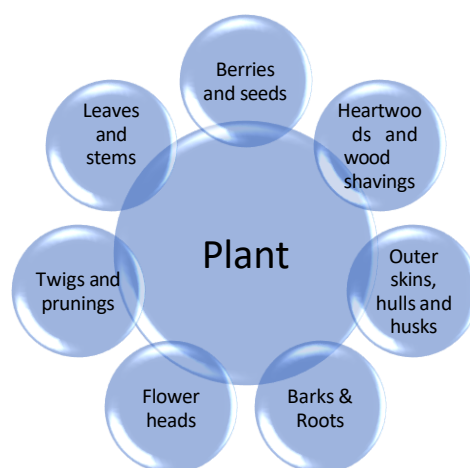 Berries
and seeds
Heartwoo
ds and
wood
shavings
Outer
skins,
hulls and
husks
Barks &
Roots
Flower
heads
Twigs and
prunings
Leaves
and
stems
Plant